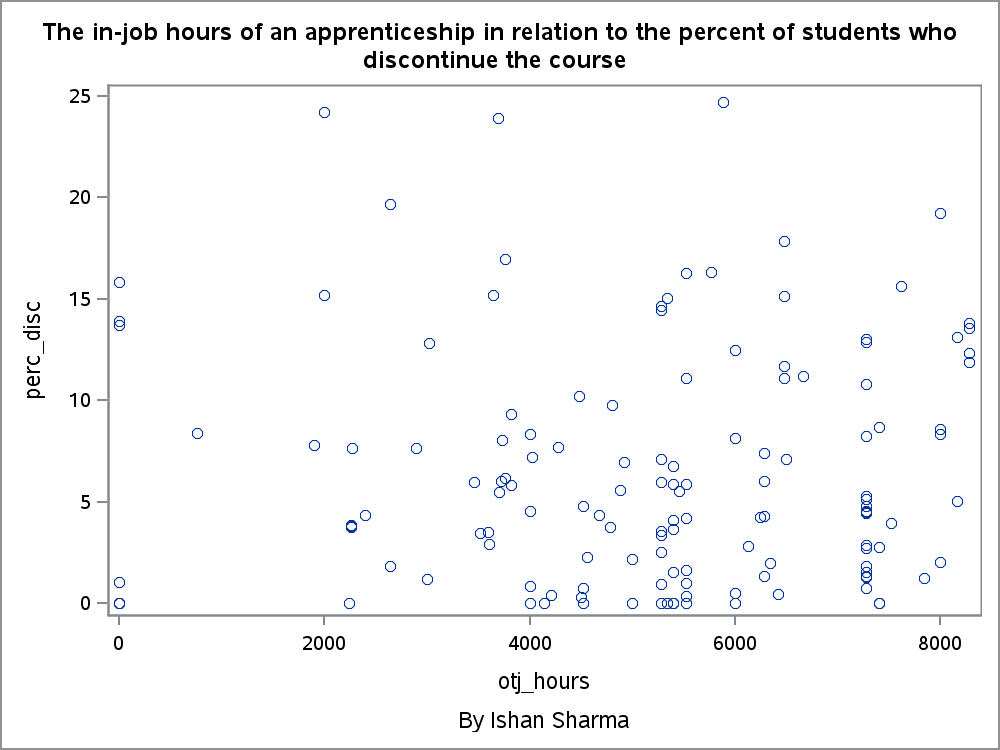 The in-job hours of an apprenticeship in relation to the percent of students who
discontinue the course
25
20
15
10
5
0
perc_disc
0 2000 4000 6000 8000
otj_hours
By Ishan Sharma